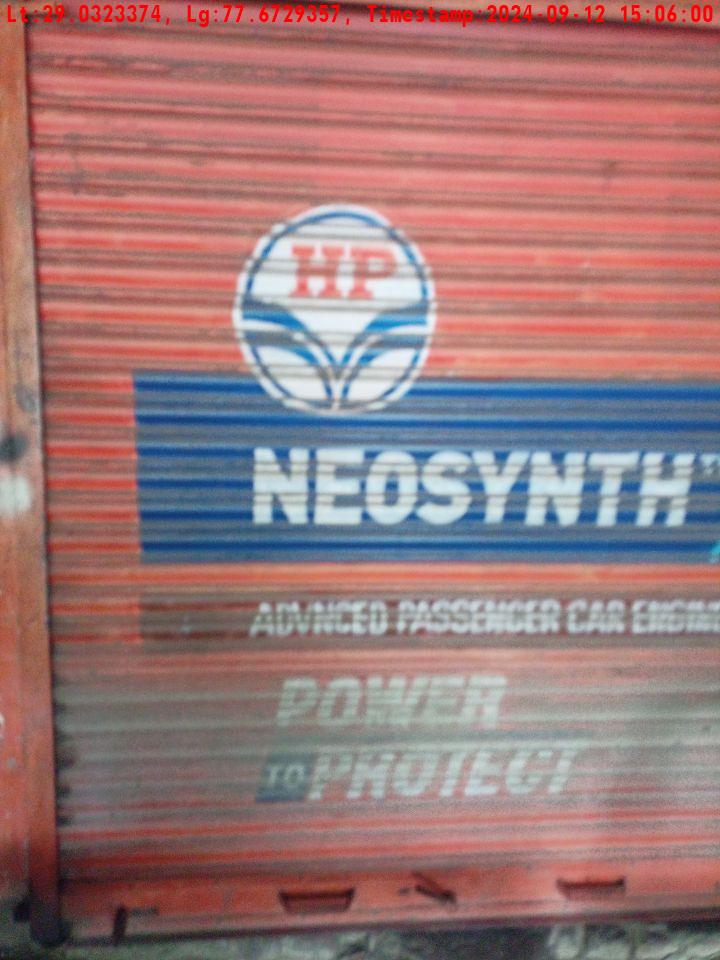 Lt:29.0323374, Lg:77.6729357, Timestamp:2024-09-12 15:06:00
HP
NEOSYNTH
ADVNCED PASSENGER CAR ENGIN
POWER
TO PROTECT